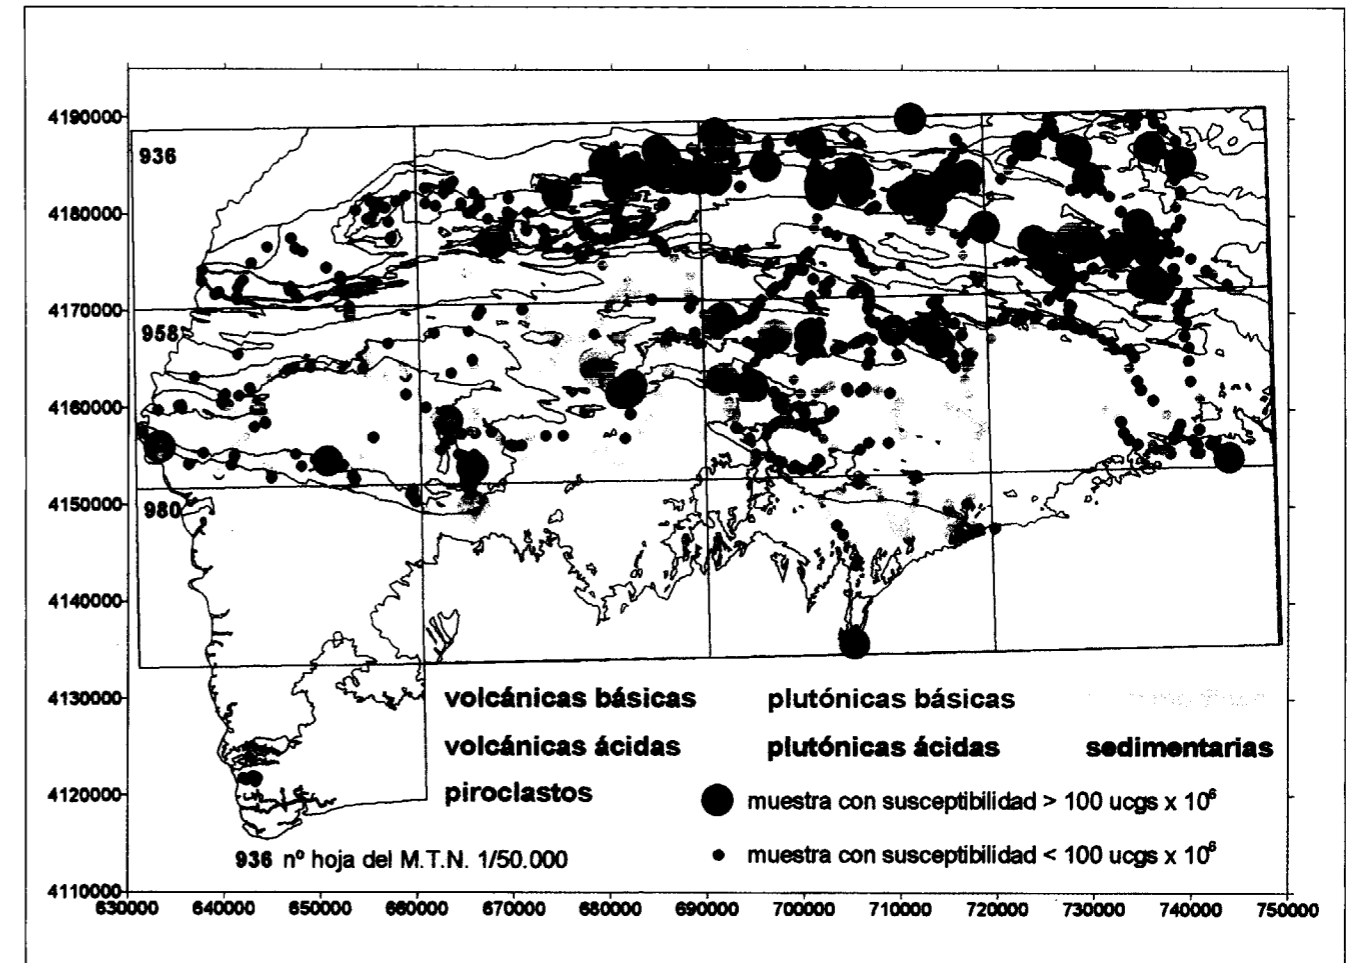 4190000
936
4180000
4170000
958
4160000
4150000
980
4140000
4130000
volcánicas básicas plutónicas básicas
volcánicas ácidas plutónicas ácidas sedimentarias
4120000
piroclastos
muestra con susceptibilidad > 100 ucgs x 10⁶
936 nº hoja del M.T.N. 1/50.000
muestra con susceptibilidad < 100 ucgs x 10⁶
4110000
630000 640000 650000 660000 670000 680000 690000 700000 710000 720000 730000 740000 750000